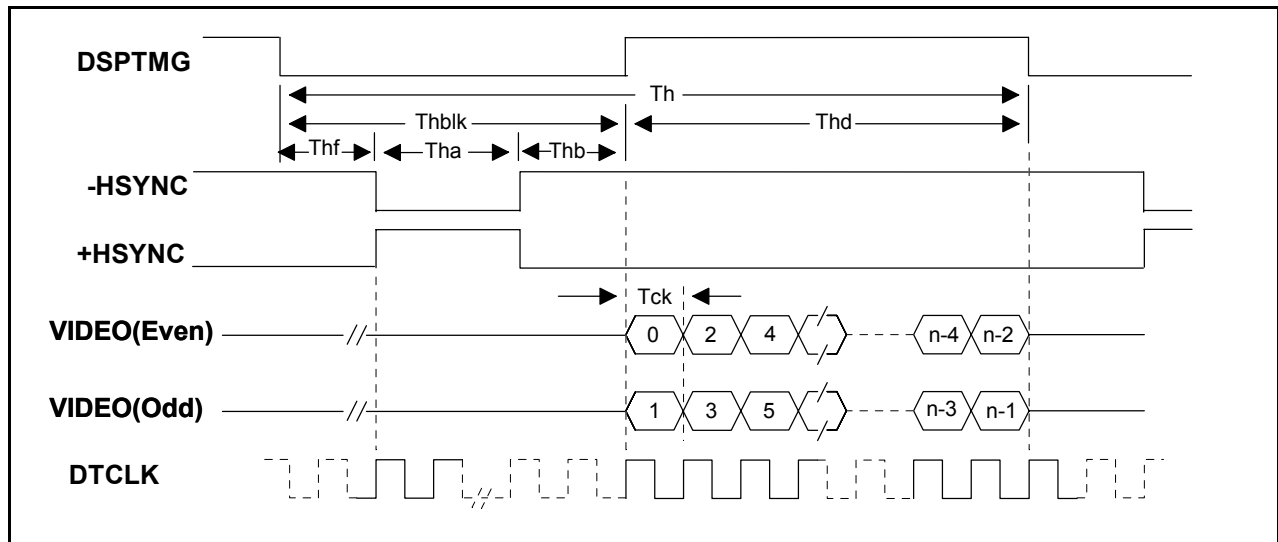 DSPTMG
Th
Thblk Thd
Thf Tha Thb
-HSYNC
+HSYNC
Tck
VIDEO(Even) 0 2 4 n-4 n-2
VIDEO(Odd) 1 3 5 n-3 n-1
DTCLK